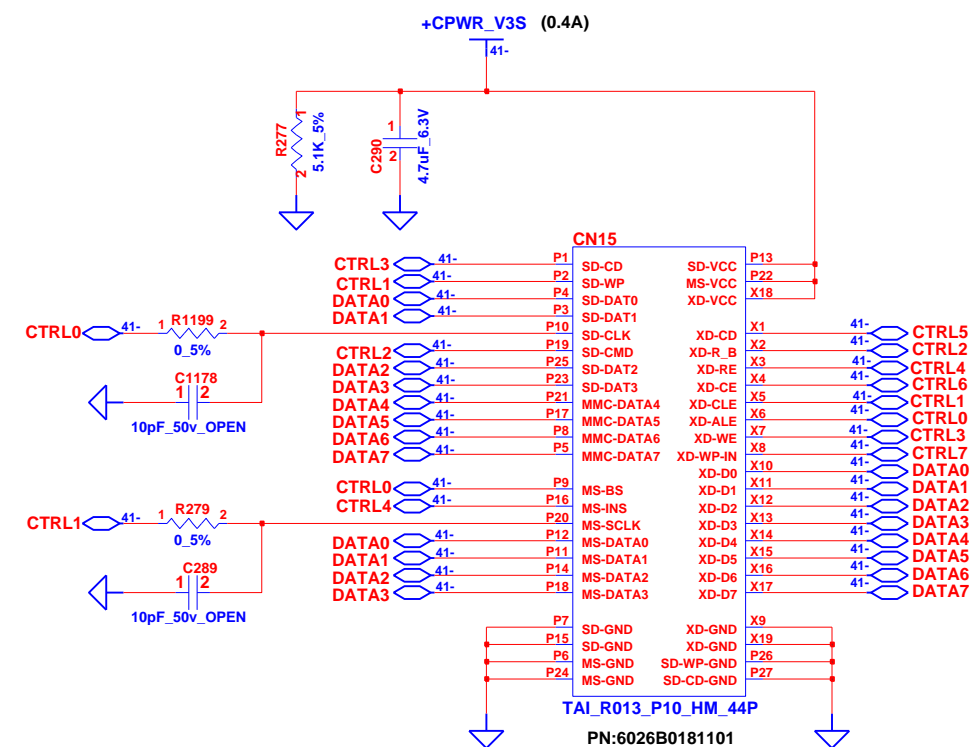 +CPWR_V3S (0.4A)
41-
R277
1
2
5.1K_5%
C290
1
2
4.7uF_6.3V
CN15
CTRL3 41- P1 SD-CD SD-VCC P13
CTRL1 41- P2 SD-WP MS-VCC P22
DATA0 41- P4 SD-DAT0 XD-VCC X18
DATA1 41- P3 SD-DAT1
CTRL0 41- 1 R1199 2 P10 SD-CLK XD-CD X1 41- CTRL5
0_5%
CTRL2 41- P19 SD-CMD XD-R_B X2 41- CTRL2
DATA2 41- P25 SD-DAT2 XD-RE X3 41- CTRL4
C1178
1 2
10pF_50v_OPEN
DATA3 41- P23 SD-DAT3 XD-CE X4 41- CTRL6
DATA4 41- P21 MMC-DATA4 XD-CLE X5 41- CTRL1
DATA5 41- P17 MMC-DATA5 XD-ALE X6 41- CTRL0
DATA6 41- P8 MMC-DATA6 XD-WE X7 41- CTRL3
DATA7 41- P5 MMC-DATA7 XD-WP-IN X8 41- CTRL7
XD-D0 X10 41- DATA0
CTRL0 41- P9 MS-BS XD-D1 X11 41- DATA1
CTRL4 41- P16 MS-INS XD-D2 X12 41- DATA2
CTRL1 41- 1 R279 2 P20 MS-SCLK XD-D3 X13 41- DATA3
0_5%
DATA0 41- P12 MS-DATA0 XD-D4 X14 41- DATA4
DATA1 41- P11 MS-DATA1 XD-D5 X15 41- DATA5
C289
1 2
10pF_50v_OPEN
DATA2 41- P14 MS-DATA2 XD-D6 X16 41- DATA6
DATA3 41- P18 MS-DATA3 XD-D7 X17 41- DATA7
P7 SD-GND XD-GND X9
P15 SD-GND XD-GND X19
P6 MS-GND SD-WP-GND P26
P24 MS-GND SD-CD-GND P27
TAI_R013_P10_HM_44P
PN:6026B0181101